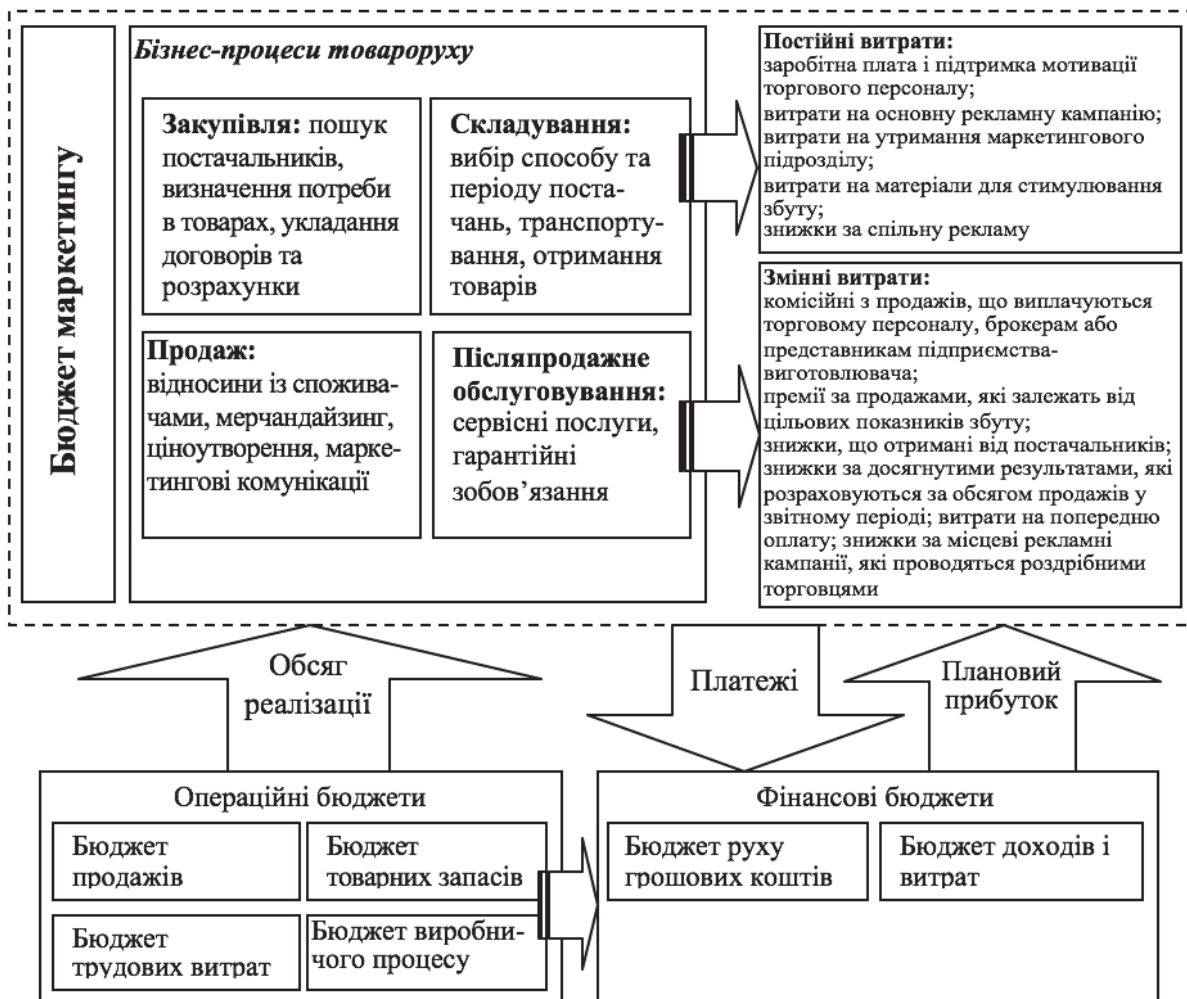 Бюджет маркетингу
Бізнес-процеси товароруху
Закупівля: пошук
постачальників,
визначення потреби
в товарах, укладання
договорів та
розрахунки
Складування:
вибір способу та
періоду поста-
чань, транспорту-
вання, отримання
товарів
Продаж:
відносини із спожива-
чами, мерчандайзинг,
ціноутворення, марке-
тингові комунікації
Післяпродажне
обслуговування:
сервісні послуги,
гарантійні
зобов’язання
Постійні витрати:
заробітна плата і підтримка мотивації
торгового персоналу;
витрати на основну рекламну кампанію;
витрати на утримання маркетингового
підрозділу;
витрати на матеріали для стимулювання
збуту;
знижки за спільну рекламу
Змінні витрати:
комісійні з продажів, що виплачуються
торговому персоналу, брокерам або
представникам підприємства-
виготовлювача;
премії за продажами, які залежать від
цільових показників збуту;
знижки, що отримані від постачальників;
знижки за досягнутими результатами, які
розраховуються за обсягом продажів у
звітному періоді; витрати на попередню
оплату; знижки за місцеві рекламні
кампанії, які проводяться роздрібними
торговцями
Обсяг
реалізації
Платежі
Плановий
прибуток
Операційні бюджети
Бюджет
продажів
Бюджет
товарних запасів
Бюджет
трудових витрат
Бюджет виробни-
чого процесу
Фінансові бюджети
Бюджет руху
грошових коштів
Бюджет доходів і
витрат